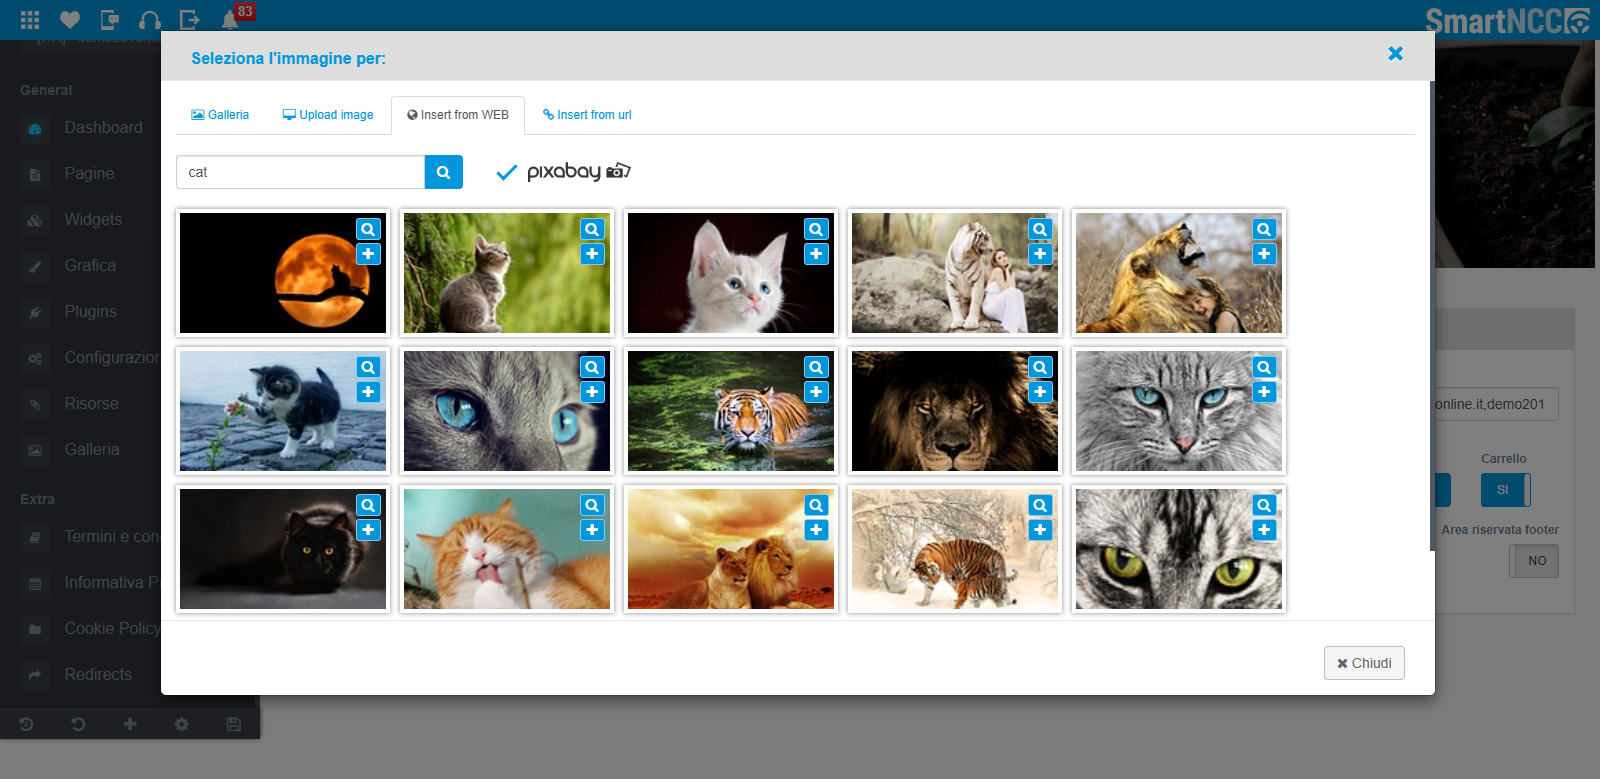 83
SmartNCC
Seleziona l'immagine per:
General
Dashboard
Pagine
Widgets
Grafica
Plugins
Configurazion
Risorse
Galleria
Extra
Termini e con
Informativa P
Cookie Policy
Redirects
Galleria
Upload image
Insert from WEB
Insert from url
cat
pixabay
online.it,demo201
Carrello
SI
Area riservata footer
NO
Chiudi